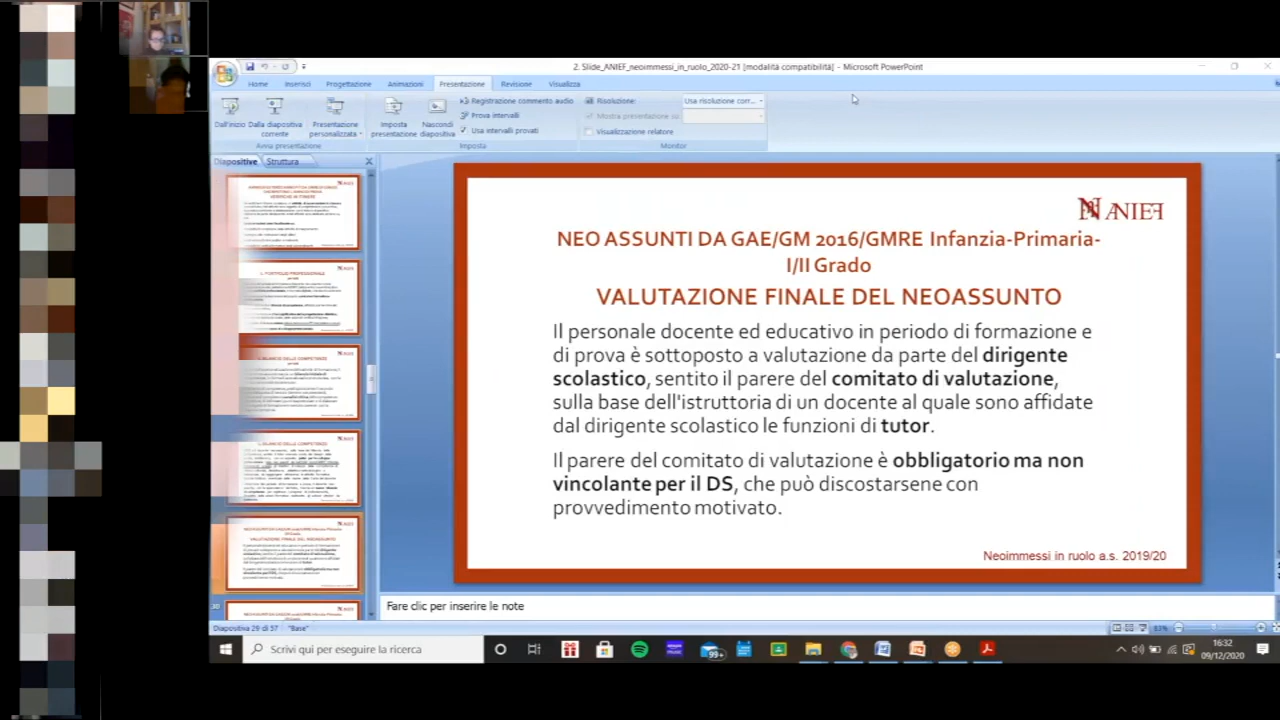 2. Slide_ANIEF_neoimmessi_in_ruolo_2020-21 [modalità compatibilità] - Microsoft PowerPoint
Home Inserisci Progettazione Animazioni Presentazione Revisione Visualizza
Dall'inizio Dalla diapositiva corrente Presentazione personalizzata
Avvia presentazione
Imposta presentazione Nascondi diapositiva
Registrazione commento audio
Prova intervalli
Usa intervalli provati
Imposta
Risoluzione: Usa risoluzione corr...
Mostra presentazione su:
Visualizzazione relatore
Monitor
Diapositive Struttura
ANIEF
NEO ASSUNTI DA GAE/GM 2016/GMRE Infanzia-Primaria-
I/II Grado
VALUTAZIONE FINALE DEL NEOASSUNTO
Il personale docente ed educativo in periodo di formazione e
di prova è sottoposto a valutazione da parte del dirigente
scolastico, sentito il parere del comitato di valutazione,
sulla base dell'istruttoria di un docente al quale sono affidate
dal dirigente scolastico le funzioni di tutor.
Il parere del comitato valutazione è obbligatorio ma non
vincolante per il DS, che può discostarsene con
provvedimento motivato.
Neoimmessi in ruolo a.s. 2019/20
30
Fare clic per inserire le note
Diapositiva 29 di 57 "Base" 83%
Scrivi qui per eseguire la ricerca
99+
16:32
09/12/2020